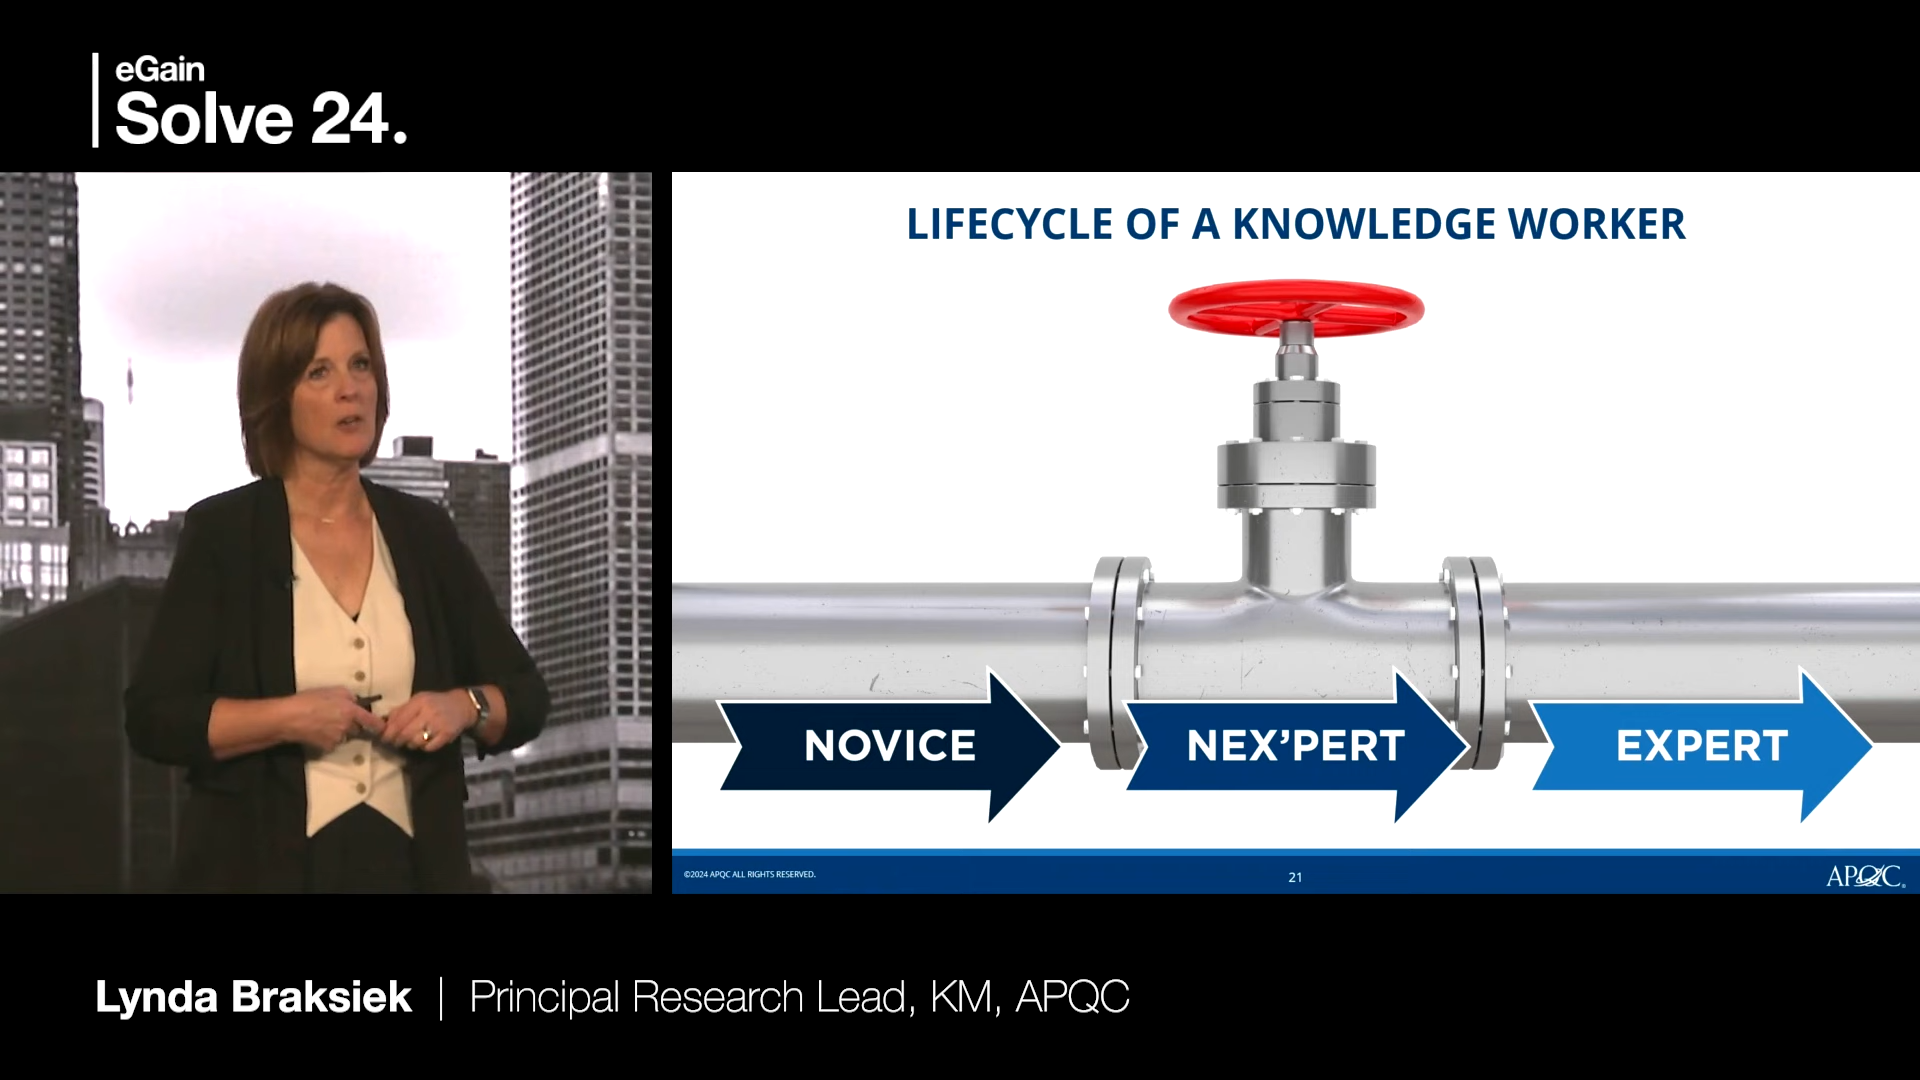 eGain
Solve 24.
LIFECYCLE OF A KNOWLEDGE WORKER
NOVICE
NEX’PERT
EXPERT
©2024 APQC ALL RIGHTS RESERVED.
21
APQC®
Lynda Braksiek | Principal Research Lead, KM, APQC